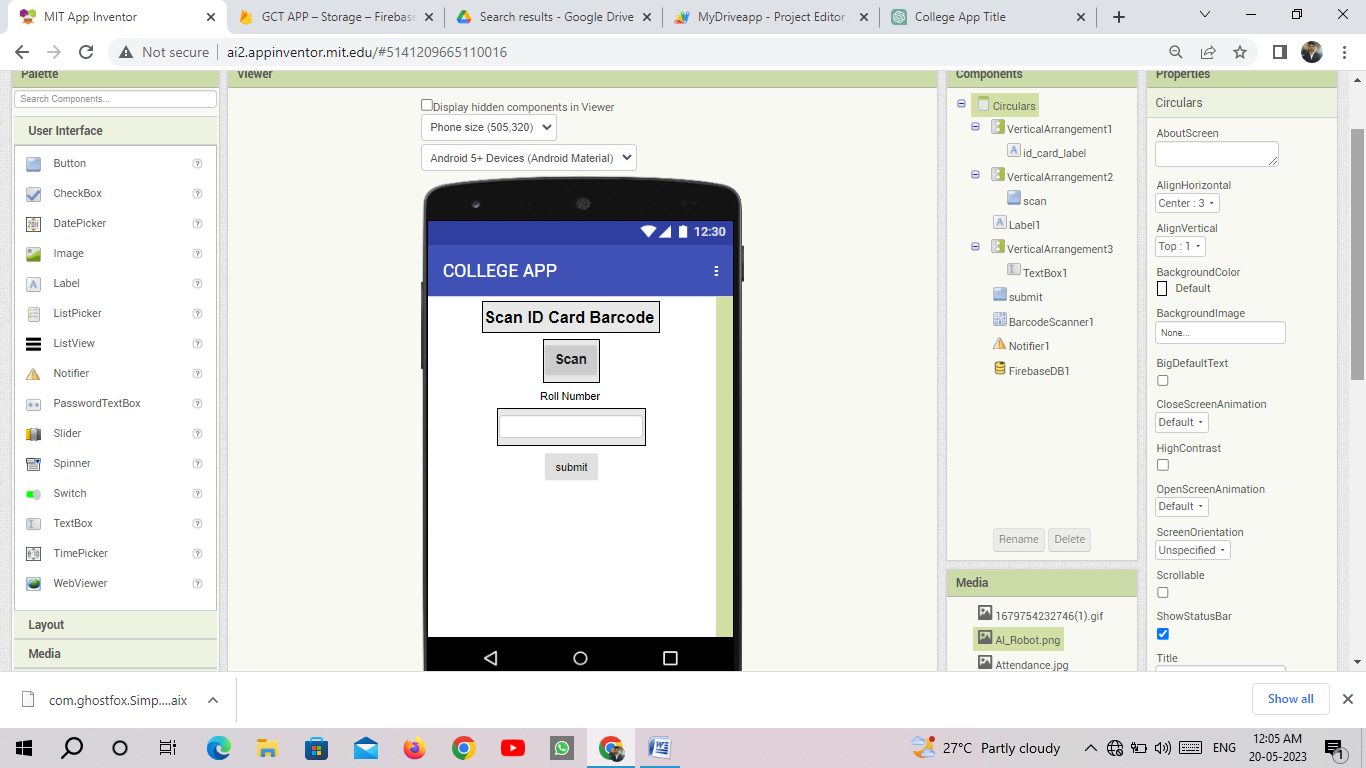 MIT App Inventor
GCT APP – Storage – Firebase
Search results - Google Drive
MyDriveapp - Project Editor
College App Title
Not secure
ai2.appinventor.mit.edu/#5141209665110016
Palette
Viewer
Components
Properties
Search Components...
User Interface
Button
CheckBox
DatePicker
Image
Label
ListPicker
ListView
Notifier
PasswordTextBox
Slider
Spinner
Switch
TextBox
TimePicker
WebViewer
Layout
Media
Display hidden components in Viewer
Phone size (505,320)
Android 5+ Devices (Android Material)
12:30
COLLEGE APP
Scan ID Card Barcode
Scan
Roll Number
submit
Circulars
VerticalArrangement1
id_card_label
VerticalArrangement2
scan
Label1
VerticalArrangement3
TextBox1
submit
BarcodeScanner1
Notifier1
FirebaseDB1
Rename
Delete
Media
1679754232746(1).gif
AI_Robot.png
Attendance.jpg
Circulars
AboutScreen
AlignHorizontal
Center : 3
AlignVertical
Top : 1
BackgroundColor
Default
BackgroundImage
None...
BigDefaultText
CloseScreenAnimation
Default
HighContrast
OpenScreenAnimation
Default
ScreenOrientation
Unspecified
Scrollable
ShowStatusBar
Title
com.ghostfox.Simp....aix
Show all
27°C Partly cloudy
ENG
12:05 AM
20-05-2023
1